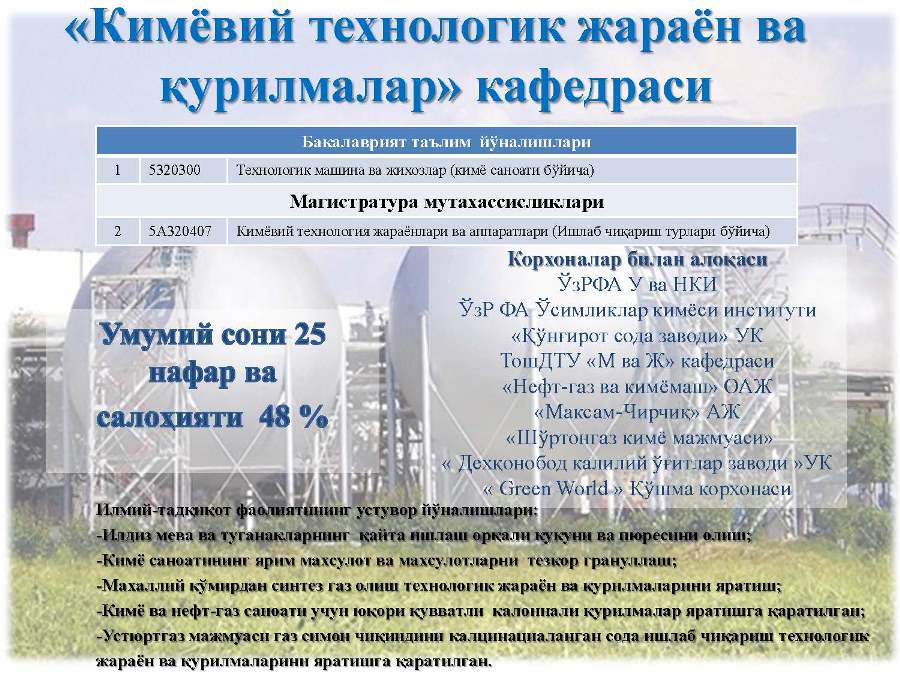 «Кимёвий технологик жараён ва
қурилмалар» кафедраси
Бакалаврият таълим йўналишлари
1 5320300 Технологик машина ва жихозлар (кимё саноати бўйича)
Магистратура мутахассисликлари
2 5А320407 Кимёвий технология жараёнлари ва аппаратлари (Ишлаб чиқариш турлари бўйича)
Умумий сони 25
нафар ва
салоҳияти 48 %
Корхоналар билан алоқаси
ЎзРФА У ва НКИ
ЎзР ФА Ўсимликлар кимёси институти
«Қўнғирот сода заводи» УК
ТошДТУ «М ва Ж» кафедраси
«Нефт-газ ва кимёмаш» ОАЖ
«Максам-Чирчиқ» АЖ
«Шўртонгаз кимё мажмуаси»
« Деҳқонобод калилий ўғитлар заводи »УК
« Green World » Қўшма корхонаси
Илмий-тадқиқот фаолиятининг устувор йўналишлари:
-Илдиз мева ва туганакларнинг қайта ишлаш орқали кукуни ва пюресини олиш;
-Кимё саноатининг ярим махсулот ва махсулотларни тезкор грануллаш;
-Махаллий кўмирдан синтез газ олиш технологик жараён ва қурилмаларини яратиш;
-Кимё ва нефт-газ саноати учун юқори қувватли калоннали қурилмалар яратишга қаратилган;
-Устюртгаз мажмуаси газ симон чиқиндини калцинациаланган сода ишлаб чиқариш технологик
жараён ва қурилмаларини яратишга қаратилган.